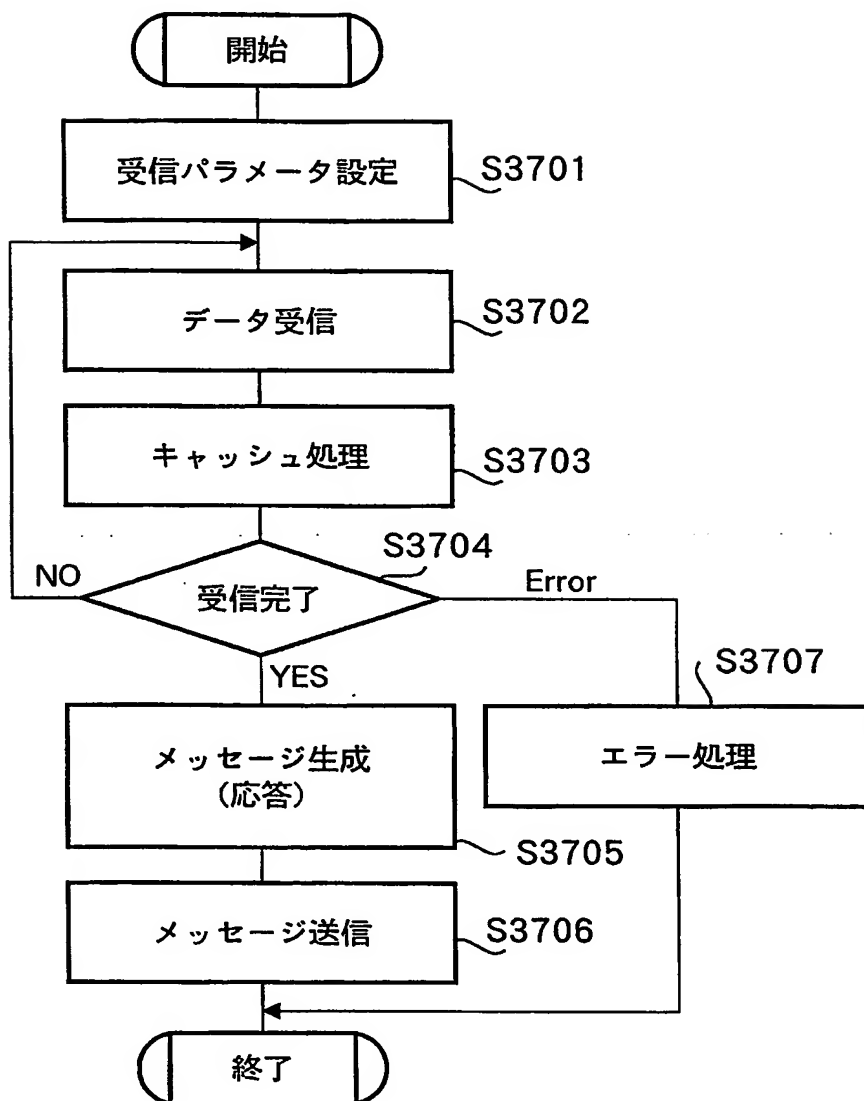 開始
受信パラメータ設定
S3701
データ受信
S3702
キャッシュ処理
S3703
S3704
NO
受信完了
Error
YES
S3707
メッセージ生成
(応答)
エラー処理
S3705
メッセージ送信
S3706
終了